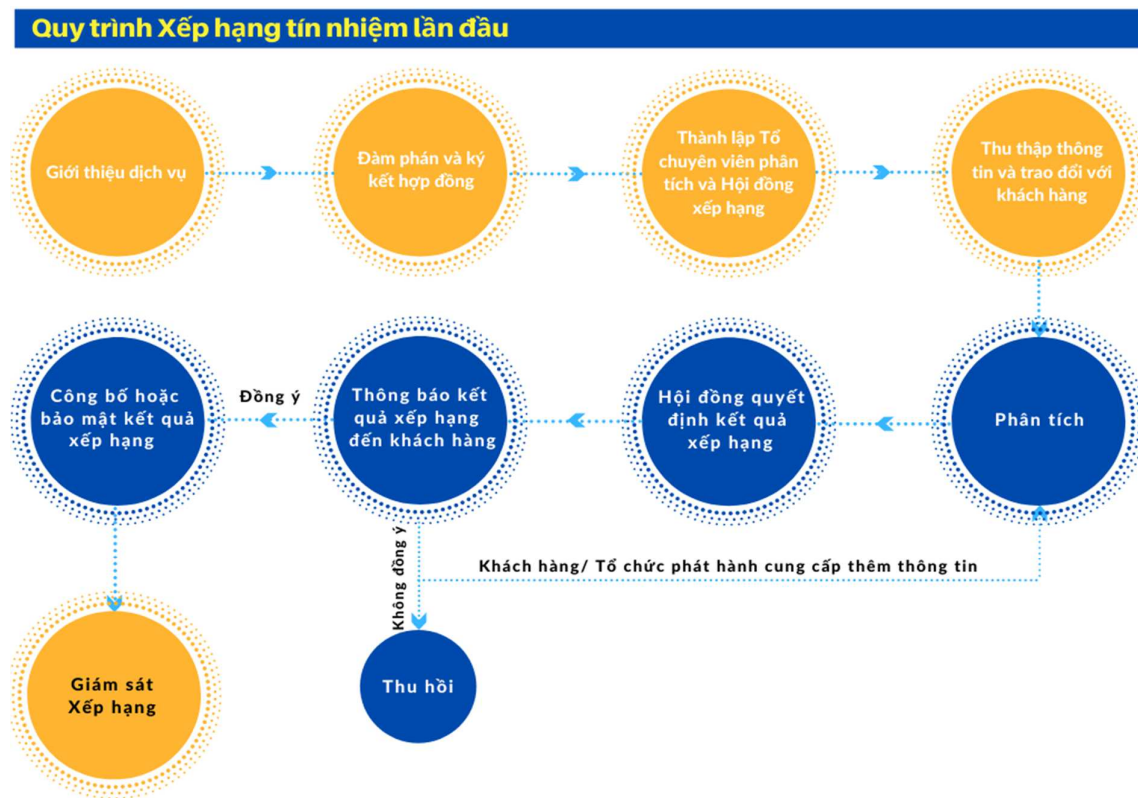 Quy trình Xếp hạng tín nhiệm lần đầu
Giới thiệu dịch vụ
Đàm phán và ký
kết hợp đồng
Thành lập Tổ
chuyên viên phân
tích và Hội đồng
xếp hạng
Thu thập thông
tin và trao đổi với
khách hàng
Phân tích
Hội đồng quyết
định kết quả
xếp hạng
Thông báo kết
quả xếp hạng
đến khách hàng
Đồng ý
Công bố hoặc
bảo mật kết quả
xếp hạng
Không đồng ý
Khách hàng/ Tổ chức phát hành cung cấp thêm thông tin
Giám sát
Xếp hạng
Thu hồi